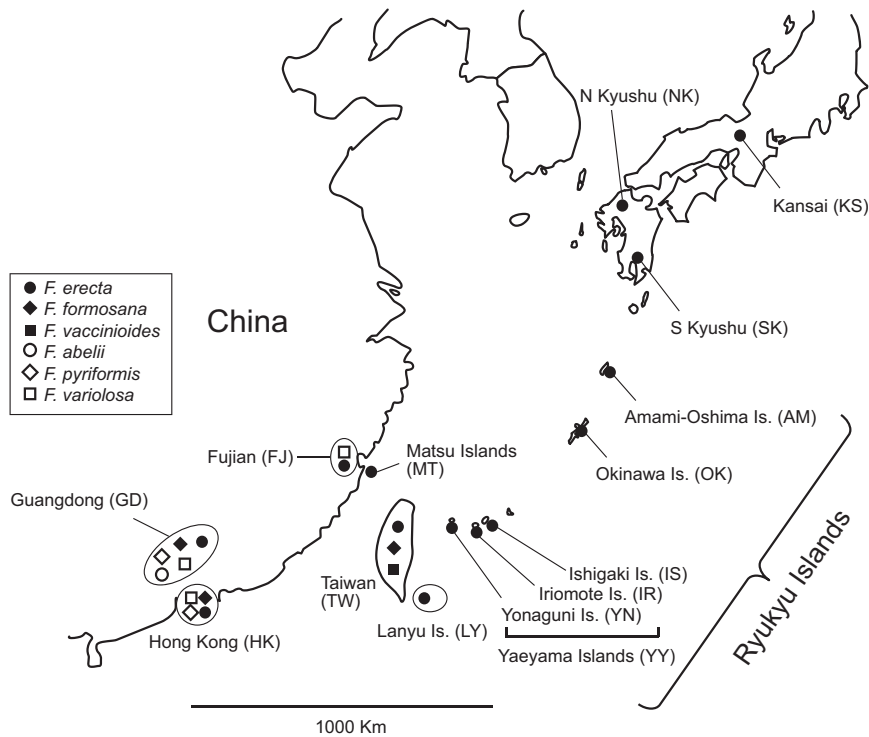 N Kyushu (NK)
Kansai (KS)
F. erecta
F. formosana
F. vaccinioides
F. abelii
F. pyriformis
F. variolosa
China
S Kyushu (SK)
Amami-Oshima Is. (AM)
Fujian (FJ)
Matsu Islands
(MT)
Okinawa Is. (OK)
Guangdong (GD)
Ishigaki Is. (IS)
Iriomote Is. (IR)
Yonaguni Is. (YN)
Yaeyama Islands (YY)
Ryukyu Islands
Taiwan
(TW)
Lanyu Is. (LY)
Hong Kong (HK)
1000 Km